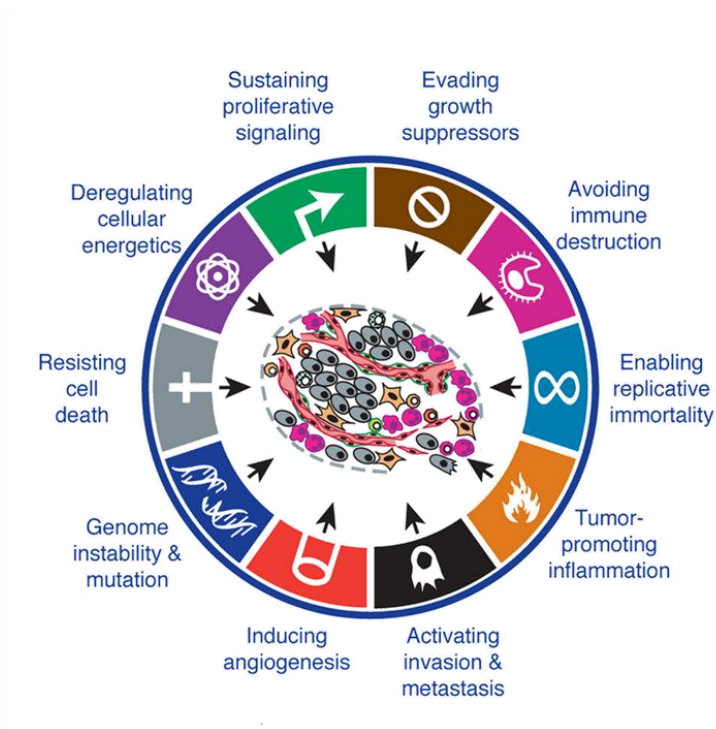 Sustaining
proliferative
signaling
Evading
growth
suppressors
Avoiding
immune
destruction
Enabling
replicative
immortality
Tumor-
promoting
inflammation
Activating
invasion &
metastasis
Inducing
angiogenesis
Genome
instability &
mutation
Resisting
cell
death
Deregulating
cellular
energetics